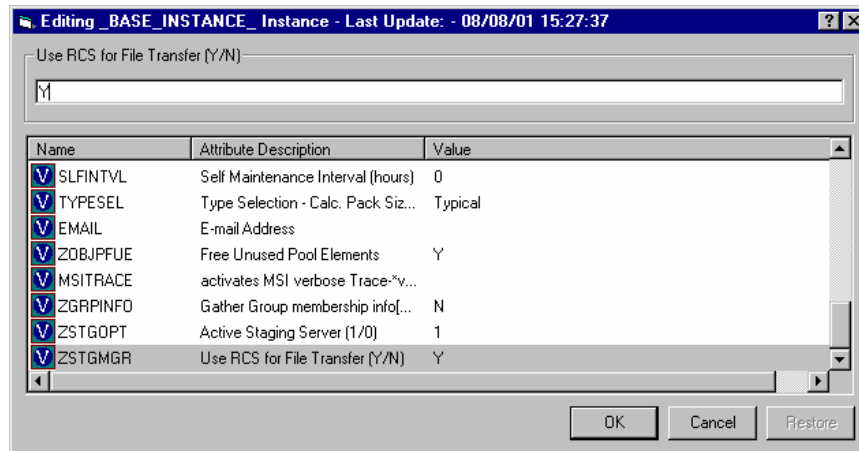 Editing _BASE_INSTANCE_ Instance - Last Update: - 08/08/01 15:27:37
Use RCS for File Transfer (Y/N)
Y
Name Attribute Description Value
V SLFINTVL Self Maintenance Interval (hours) 0
V TYPESEL Type Selection - Calc. Pack Siz... Typical
V EMAIL E-mail Address
V ZOBJPFUE Free Unused Pool Elements Y
V MSITRACE activates MSI verbose Trace-*v...
V ZGRPINFO Gather Group membership info[... N
V ZSTGOPT Active Staging Server (1/0) 1
V ZSTGMGR Use RCS for File Transfer (Y/N) Y
OK Cancel Restore